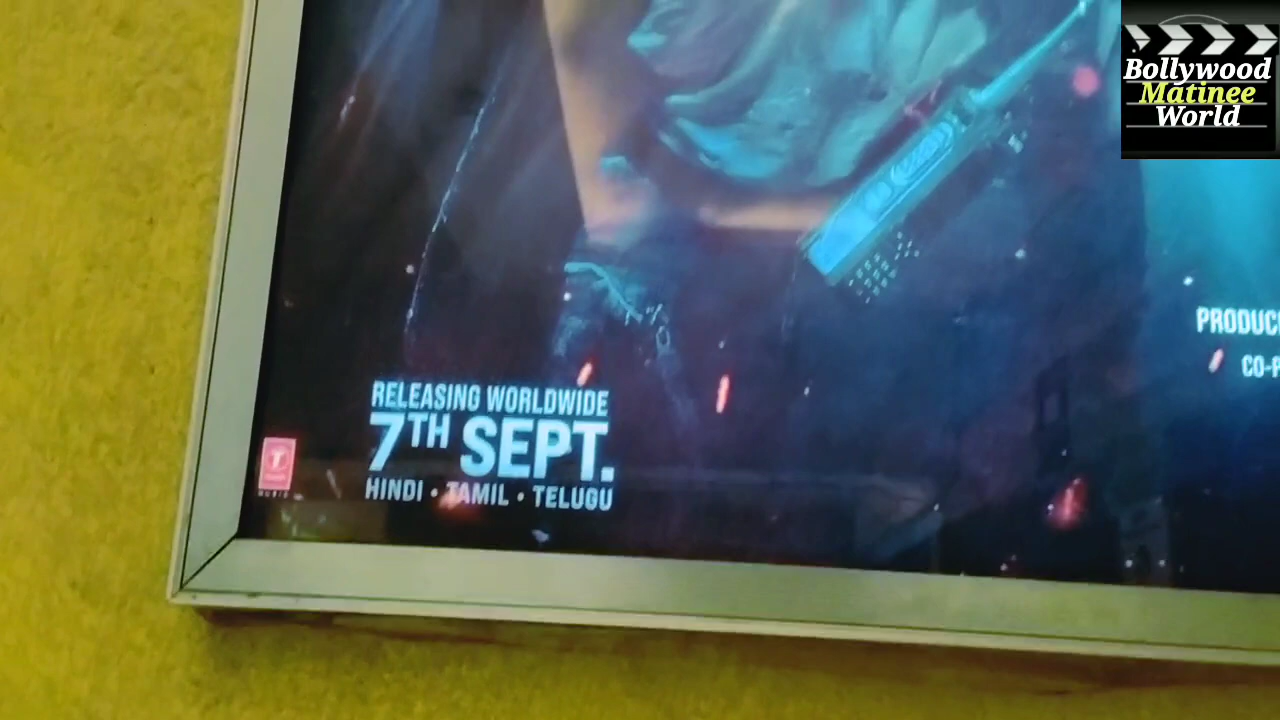 Bollywood
Matinee
World
PRODUC
CO-P
RELEASING WORLDWIDE
7TH SEPT.
HINDI • TAMIL • TELUGU